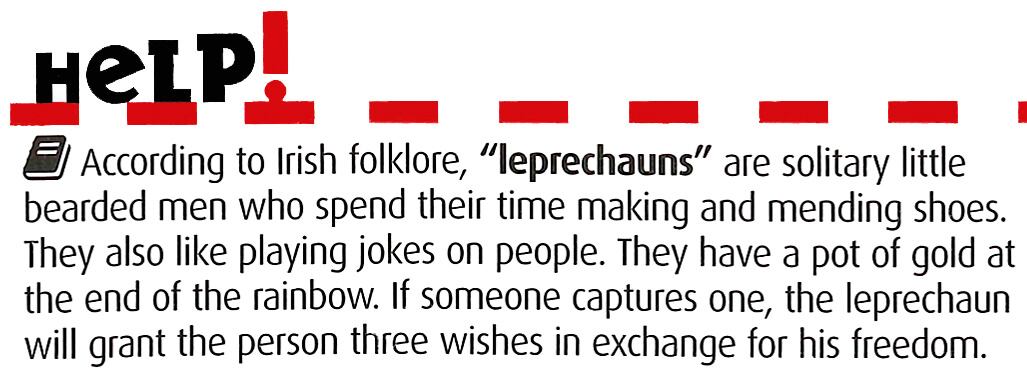 HeLP!
According to Irish folklore, “leprechauns” are solitary little
bearded men who spend their time making and mending shoes.
They also like playing jokes on people. They have a pot of gold at
the end of the rainbow. If someone captures one, the leprechaun
will grant the person three wishes in exchange for his freedom.